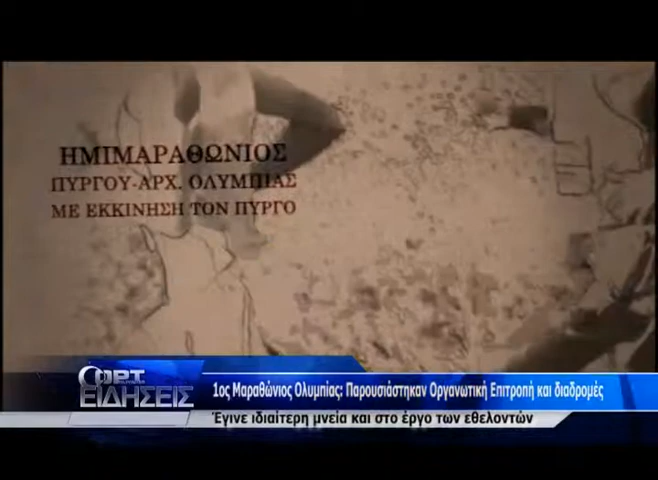 ΗΜΙΜΑΡΑΘΩΝΙΟΣ
ΠΥΡΓΟΥ-ΑΡΧ. ΟΛΥΜΠΙΑΣ
ΜΕ ΕΚΚΙΝΗΣΗ ΤΟΝ ΠΥΡΓΟ
ORT
ΕΙΔΗΣΕΙΣ
1ος Μαραθώνιος Ολυμπίας: Παρουσιάστηκαν Οργανωτική Επιτροπή και διαδρομές
Έγινε ιδιαίτερη μνεία και στο έργο των εθελοντών